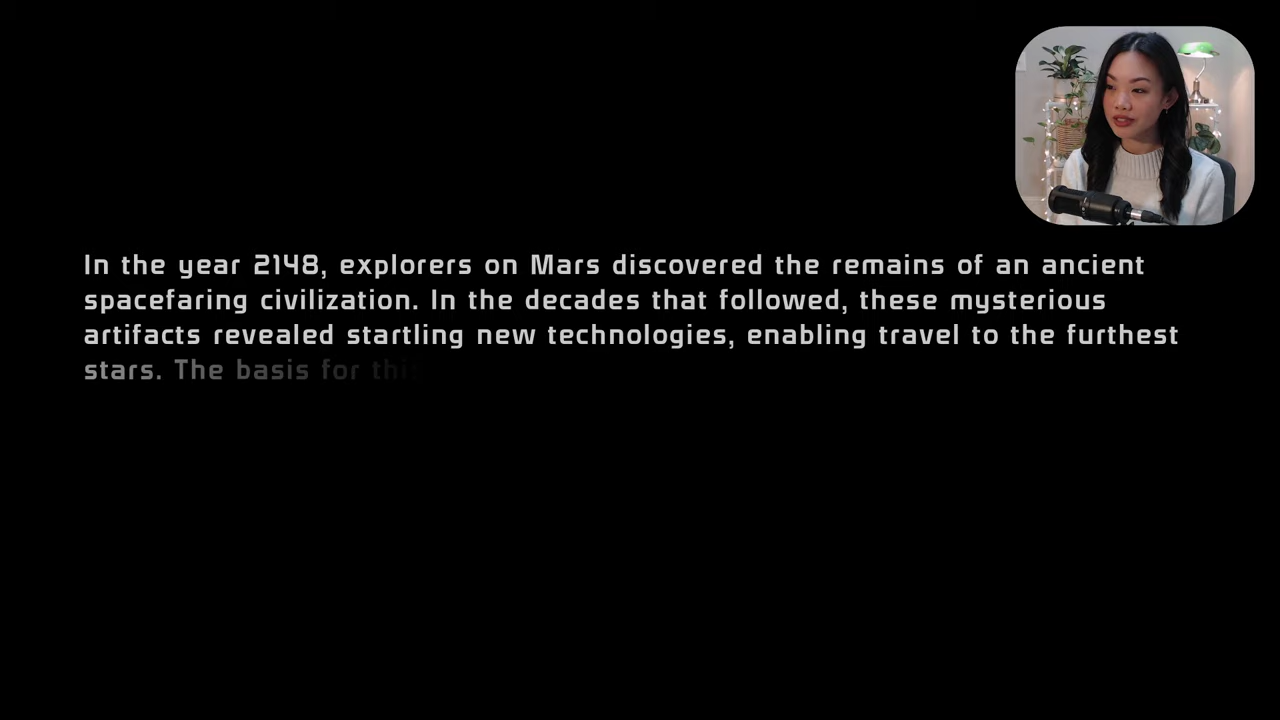 In the year 2148, explorers on Mars discovered the remains of an ancient
spacefaring civilization. In the decades that followed, these mysterious
artifacts revealed startling new technologies, enabling travel to the furthest
stars. The basis for this